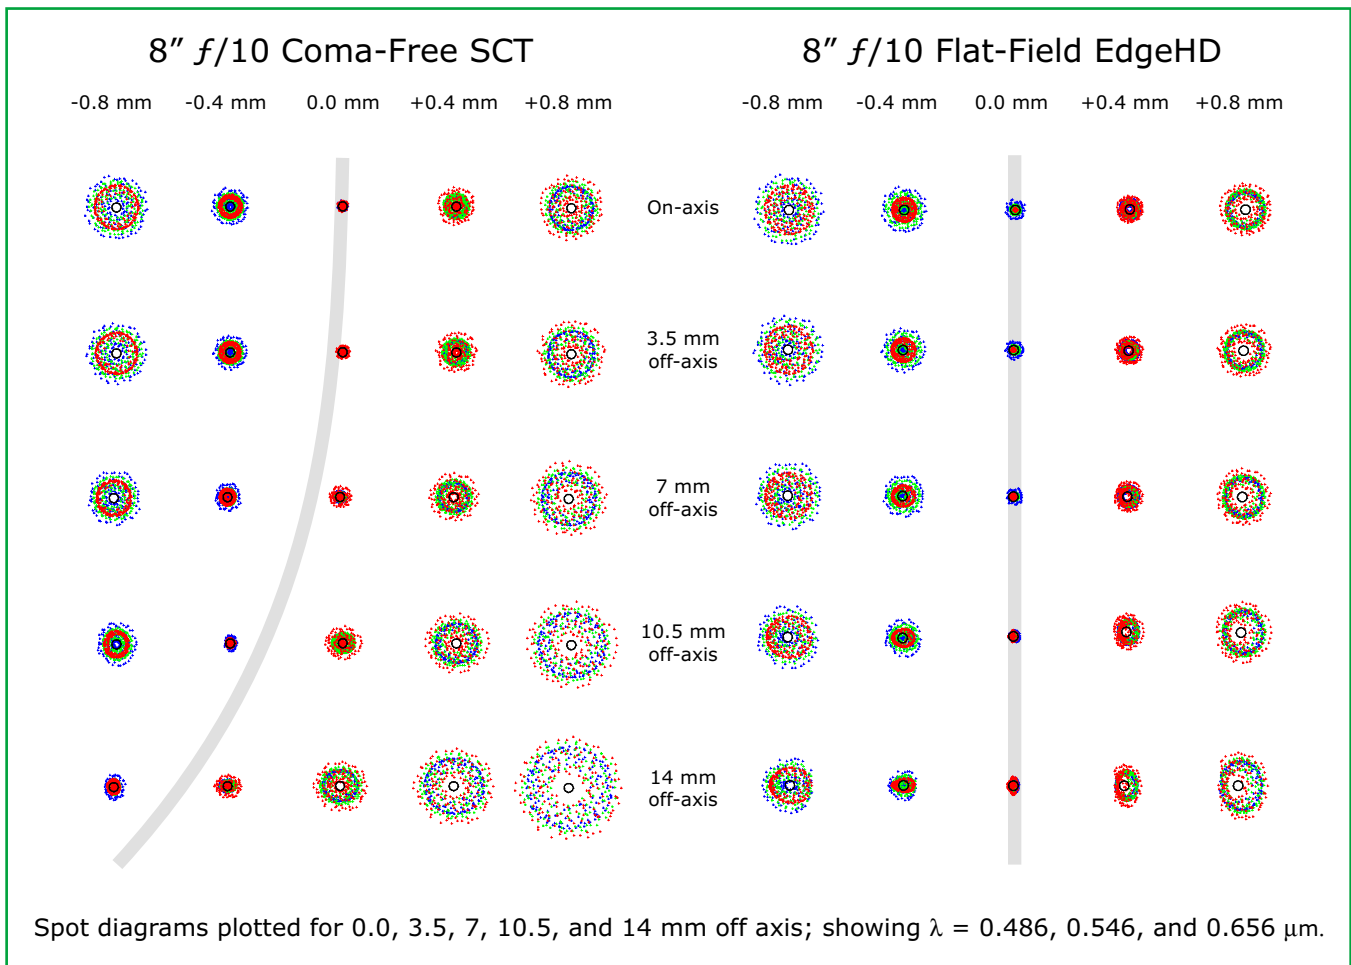 8″ ƒ/10 Coma-Free SCT
8″ ƒ/10 Flat-Field EdgeHD
-0.8 mm -0.4 mm 0.0 mm +0.4 mm +0.8 mm
-0.8 mm -0.4 mm 0.0 mm +0.4 mm +0.8 mm
On-axis
3.5 mm
off-axis
7 mm
off-axis
10.5 mm
off-axis
14 mm
off-axis
Spot diagrams plotted for 0.0, 3.5, 7, 10.5, and 14 mm off axis; showing λ = 0.486, 0.546, and 0.656 μm.